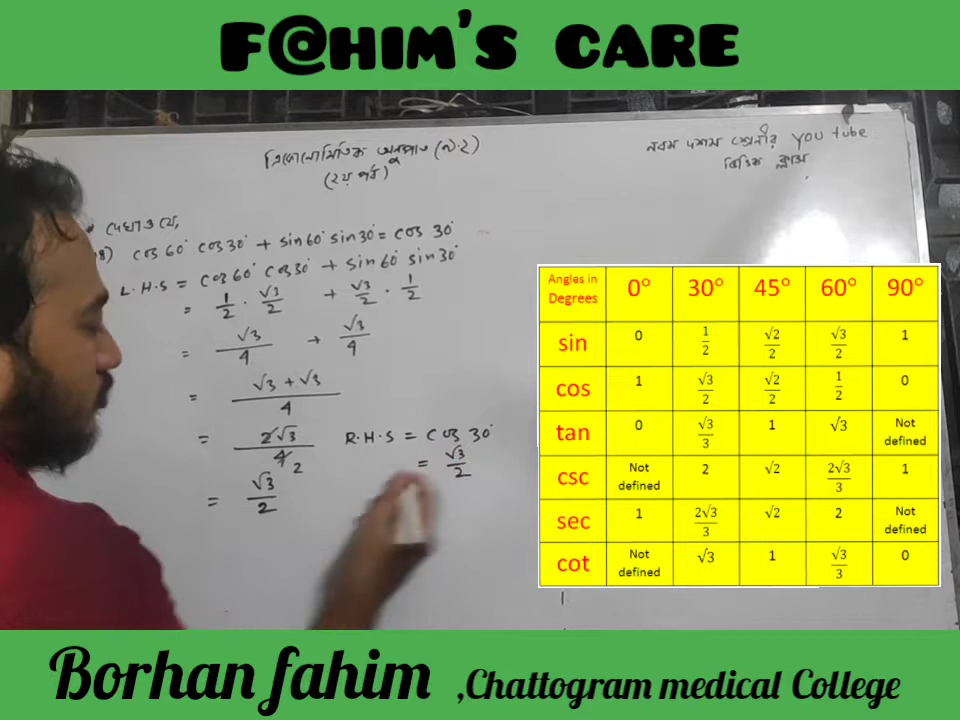 F@HIM'S CARE
ত্রিকোনোমিতিক অনুপাত (৯.২)
(২য় পর্ব)
নবম দশম শ্রেনীর YOU tube
ভিত্তিক ক্লাস
* দেখাও যে,
cos 60° cos 30° + sin 60° sin 30° = cos 30°
L.H.S = cos 60° cos 30° + sin 60° sin 30°
= 1/2 · √3/2 + √3/2 · 1/2
= √3/4 + √3/4
= (√3 + √3)/4
= 2√3/4 2
R.H.S = cos 30°
= √3/2
= √3/2
Angles in Degrees 0° 30° 45° 60° 90°
sin 0 1/2 √2/2 √3/2 1
cos 1 √3/2 √2/2 1/2 0
tan 0 √3/3 1 √3 Not defined
csc Not defined 2 √2 2√3/3 1
sec 1 2√3/3 √2 2 Not defined
cot Not defined √3 1 √3/3 0
Borhan fahim ,Chattogram medical College